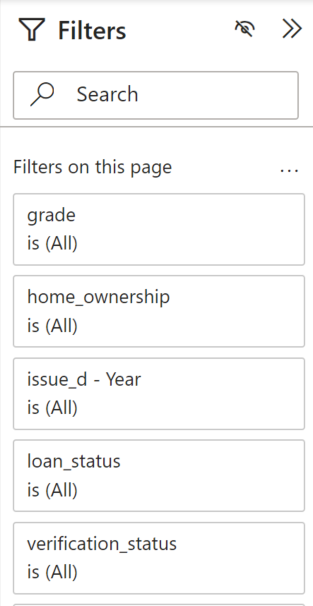 Filters
Search
Filters on this page
...
grade
is (All)
home_ownership
is (All)
issue_d - Year
is (All)
loan_status
is (All)
verification_status
is (All)